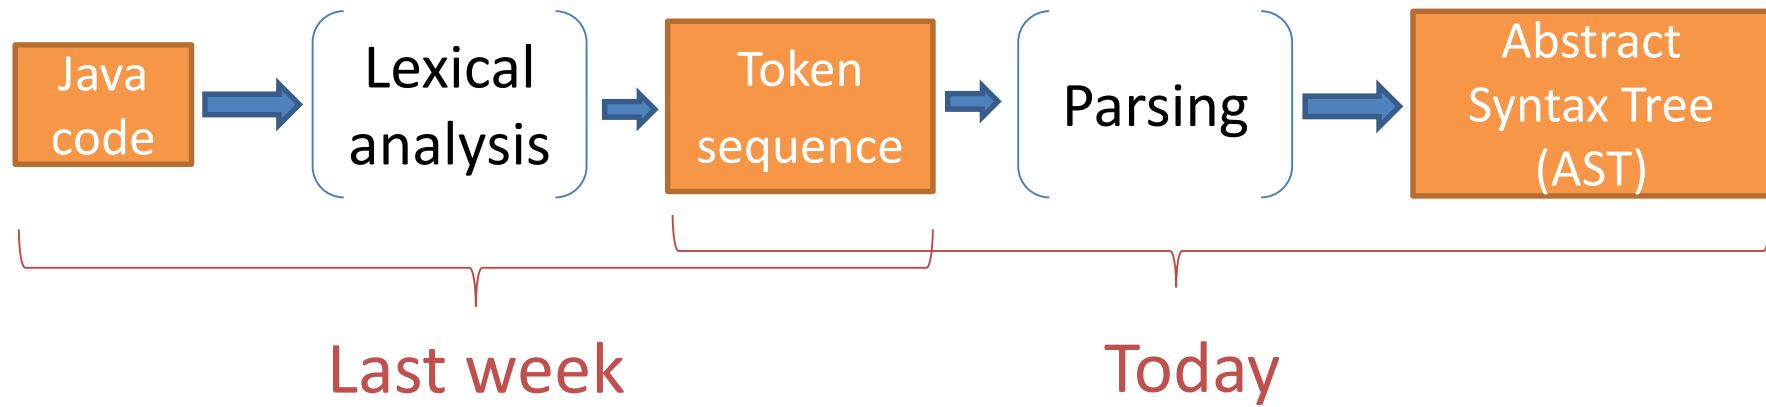 Java
code
Lexical
analysis
Token
sequence
Parsing
Abstract
Syntax Tree
(AST)
Last week
Today